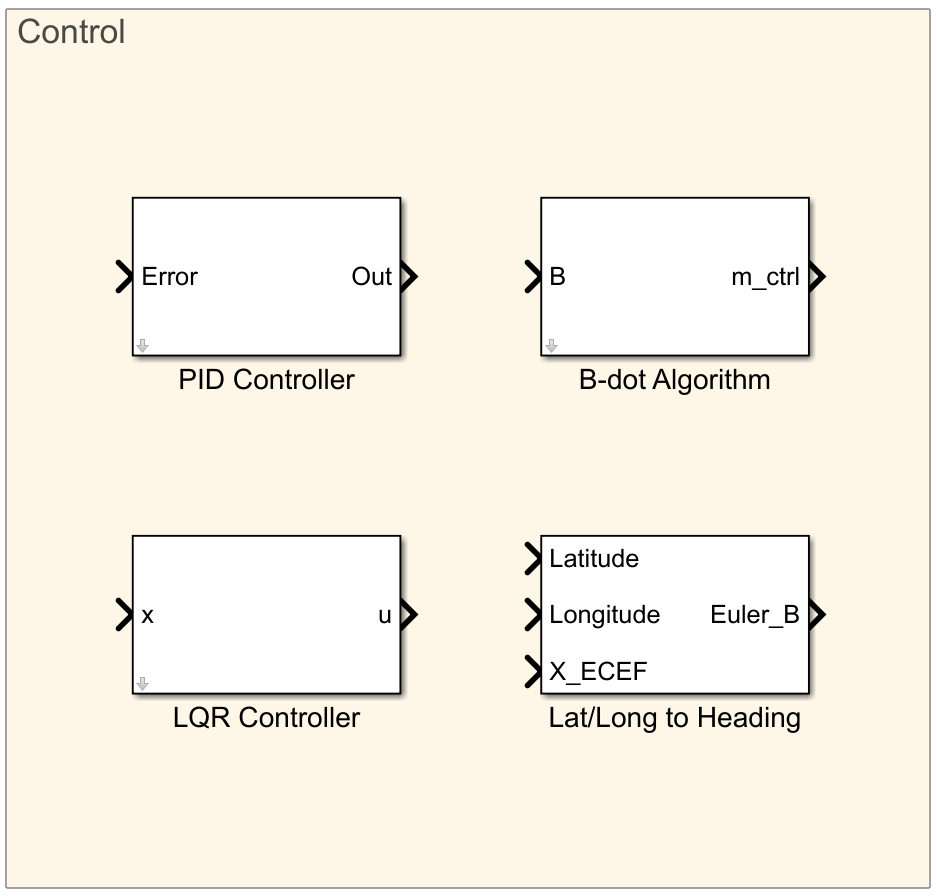 Control
Error Out
PID Controller
B m_ctrl
B-dot Algorithm
x u
LQR Controller
Latitude
Longitude Euler_B
X_ECEF
Lat/Long to Heading